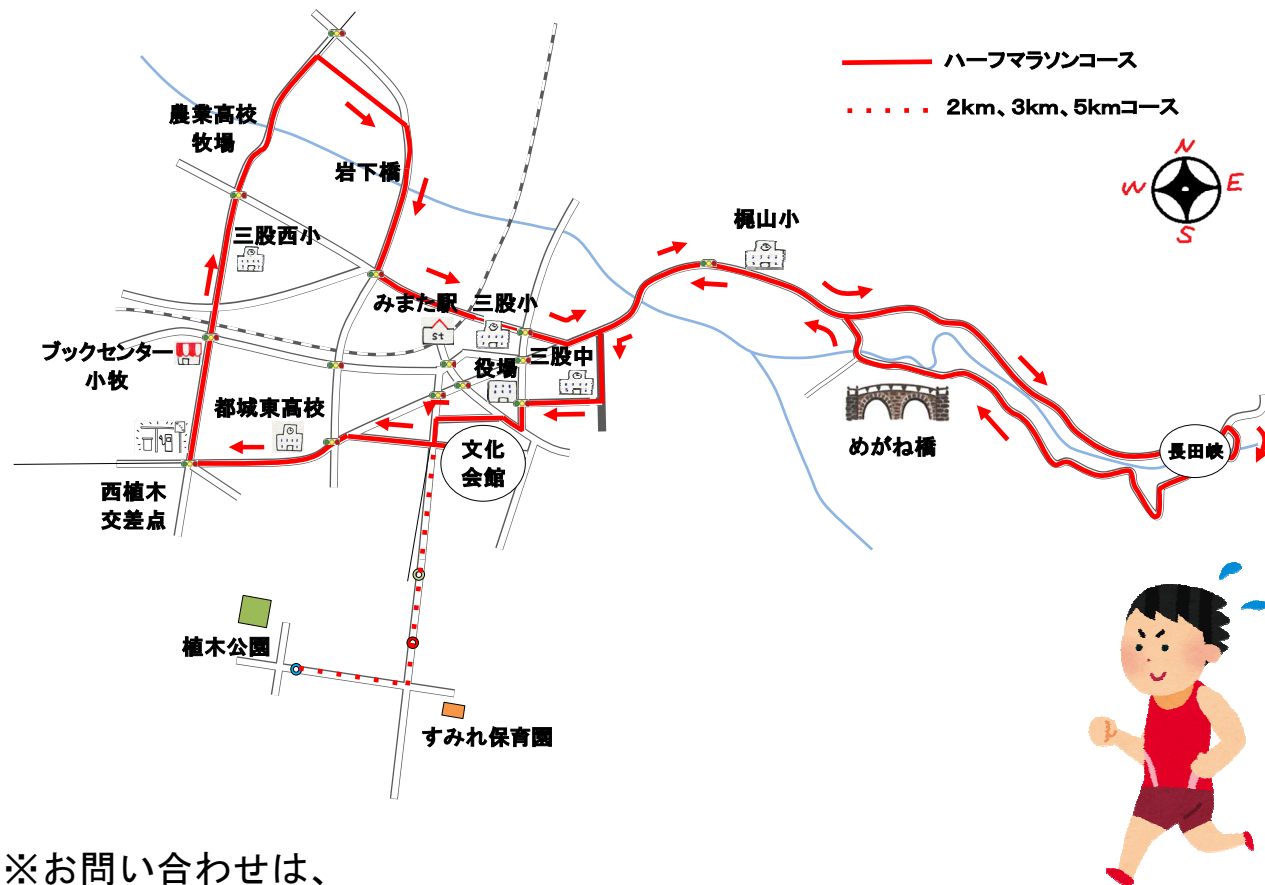 ハーフマラソンコース
2km、3km、5kmコース
N
W
E
S
農業高校
牧場
岩下橋
三股西小
梶山小
みまた駅
三股小
St
ブックセンター
小牧
役場
三股中
都城東高校
文化
会館
めがね橋
長田峡
西植木
交差点
植木公園
すみれ保育園
※お問い合わせは、